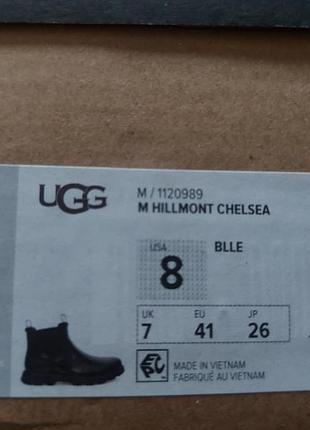 UGG
M / 1120989
M HILLMONT CHELSEA
USA
8
BLLE
UK EU JP
7 41 26
EPC
MADE IN VIETNAM
FABRIQUÉ AU VIETNAM